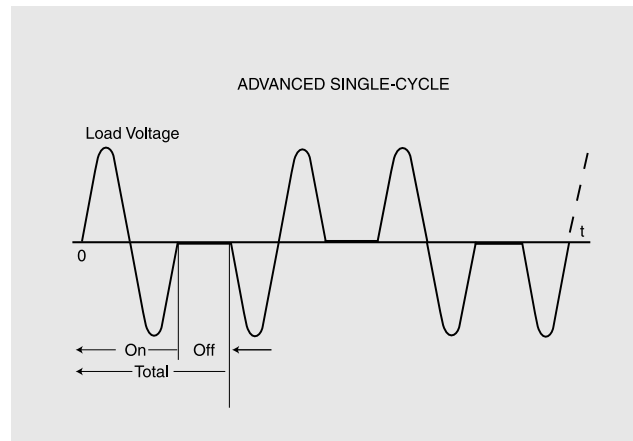 ADVANCED SINGLE-CYCLE
Load Voltage
t
0
On Off
Total